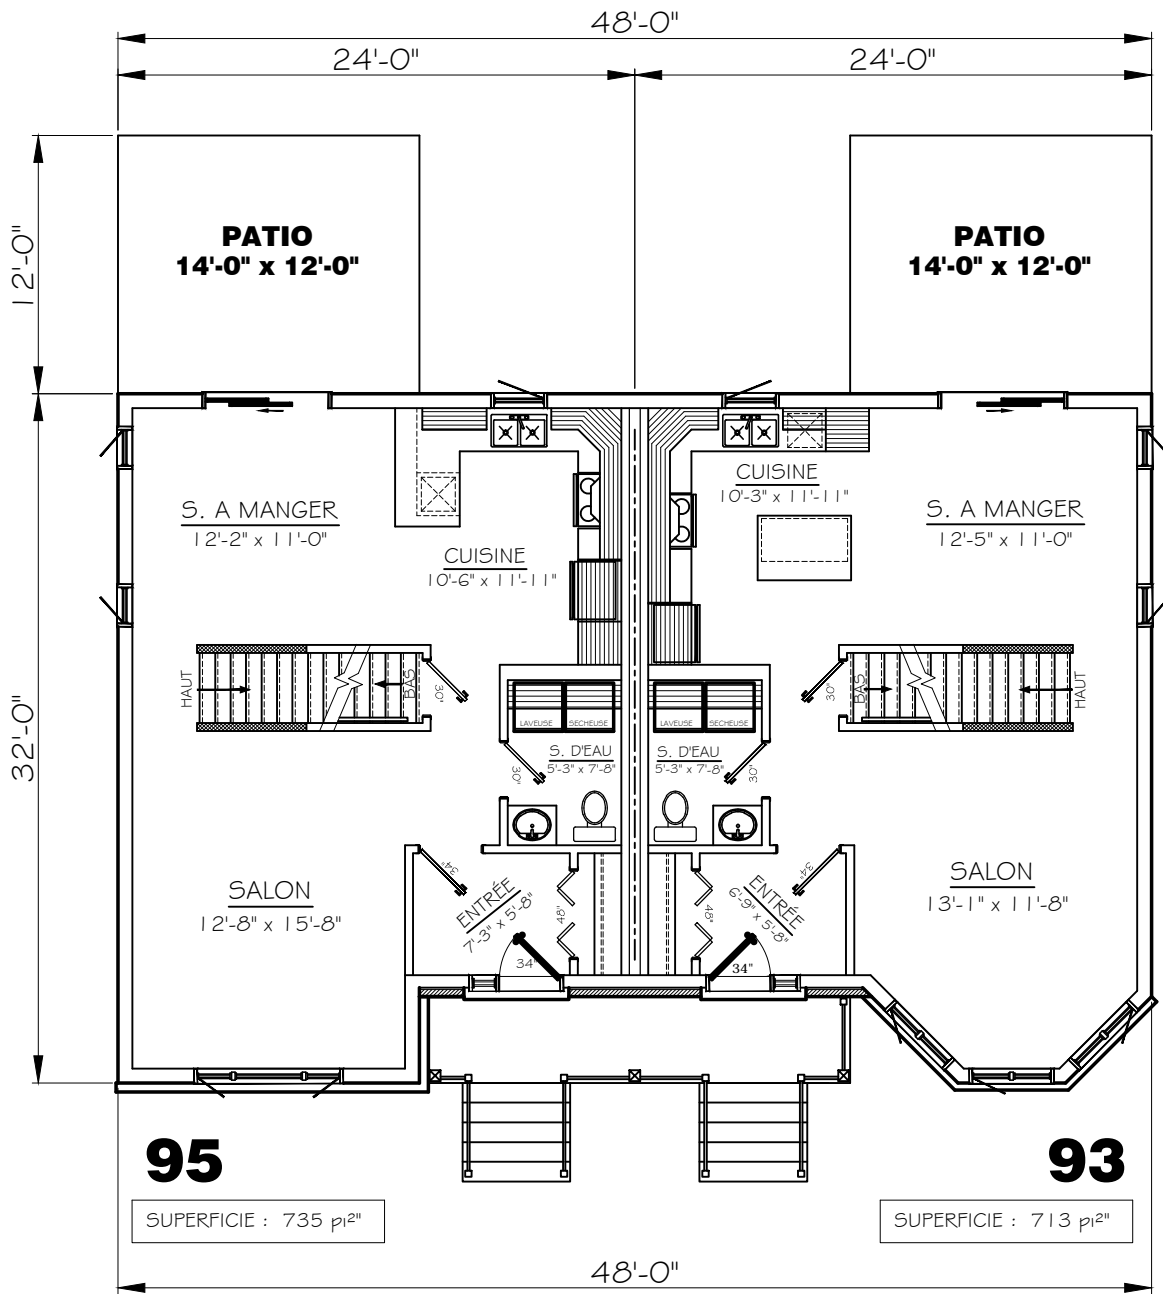 48'-0"
24'-0"
24'-0"
12'-0"
PATIO
14'-0" x 12'-0"
PATIO
14'-0" x 12'-0"
32'-0"
S. A MANGER
12'-2" x 11'-0"
CUISINE
10'-6" x 11'-11"
CUISINE
10'-3" x 11'-11"
S. A MANGER
12'-5" x 11'-0"
HAUT
BAS
30"
30"
BAS
HAUT
LAVEUSE
SECHEUSE
LAVEUSE
SECHEUSE
S. D'EAU
5'-3" x 7'-8"
S. D'EAU
5'-3" x 7'-8"
30"
30"
SALON
12'-8" x 15'-8"
34"
ENTRÉE
7'-3" x 5'-8"
48"
34"
48"
ENTRÉE
6'-9" x 5'-8"
34"
34"
SALON
13'-1" x 11'-8"
95
SUPERFICIE : 735 pi²"
93
SUPERFICIE : 713 pi²"
48'-0"